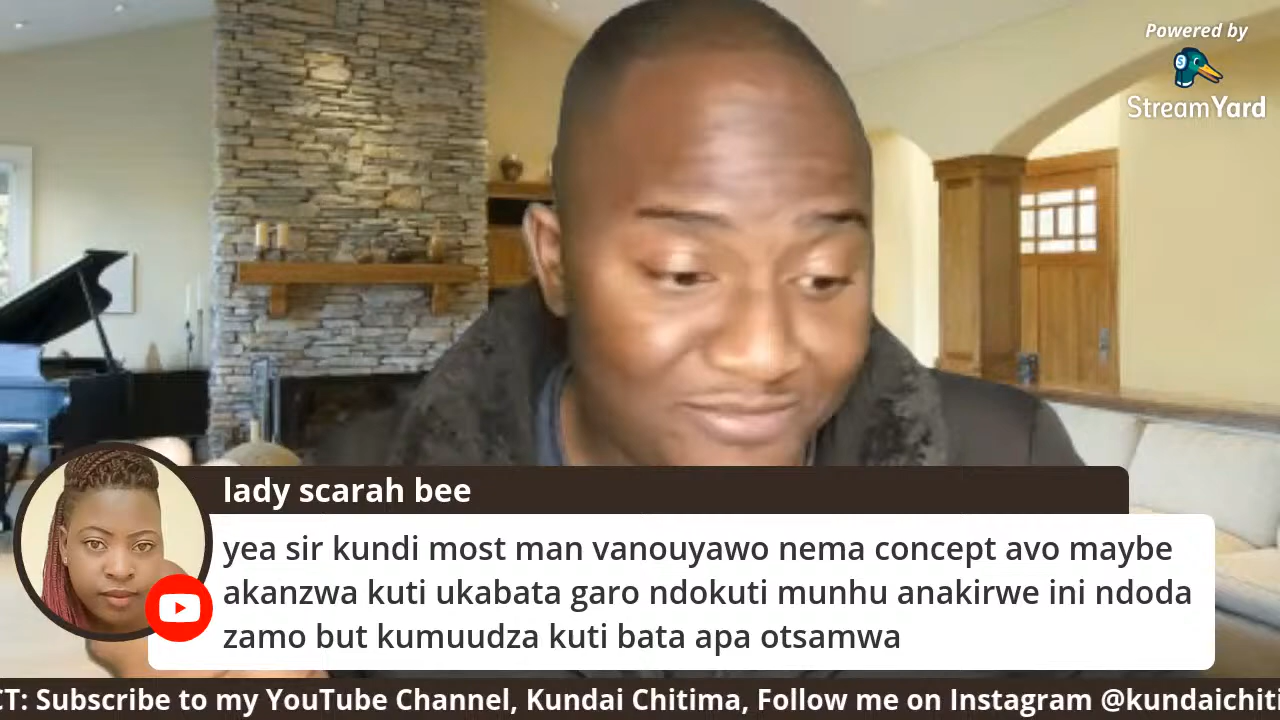 Powered by
StreamYard
lady scarah bee
yea sir kundi most man vanouyawo nema concept avo maybe
akanzwa kuti ukabata garo ndokuti munhu anakirwe ini ndoda
zamo but kumuudza kuti bata apa otsamwa
CT: Subscribe to my YouTube Channel, Kundai Chitima, Follow me on Instagram @kundaichiti